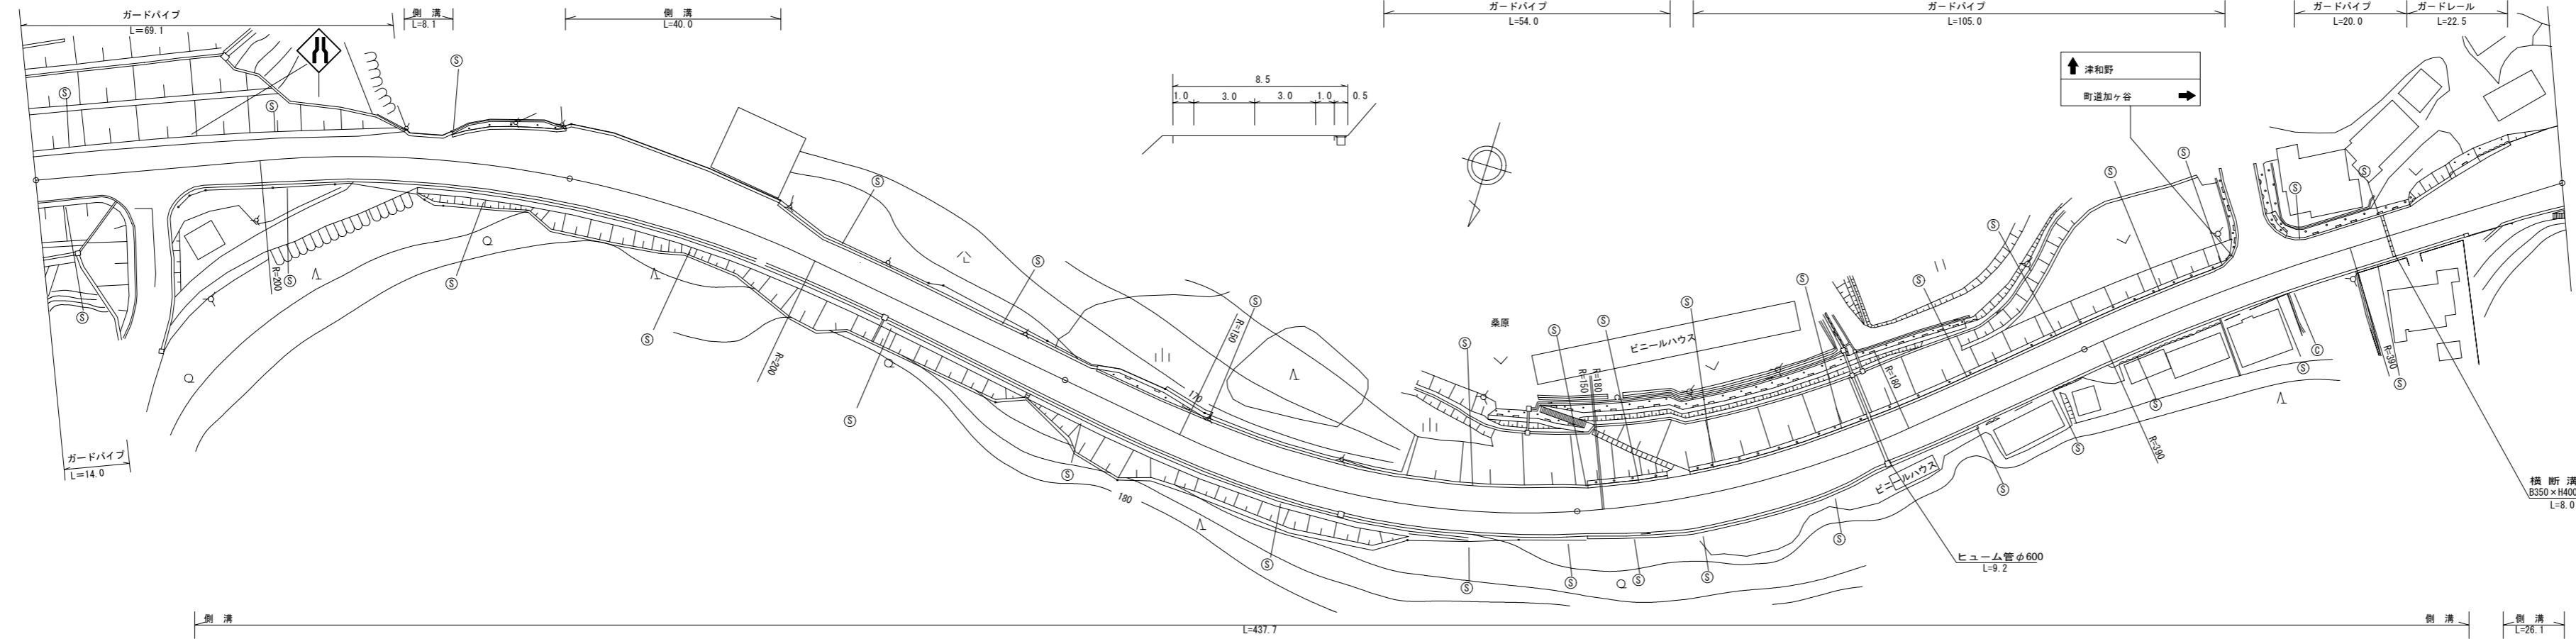 ガードパイプ
L=69.1
側 溝
L=8.1
側 溝
L=40.0
ガードパイプ
L=54.0
ガードパイプ
L=105.0
ガードパイプ
L=20.0
ガードレール
L=22.5
8.5
1.0 3.0 3.0 1.0 0.5
津和野
町道加ヶ谷
Ⓢ
Ⓢ
Ⓢ
Ⓢ
Ⓢ
Ⓢ
Ⓢ
Ⓢ
Ⓢ
Ⓢ
Ⓢ
Ⓢ
R=200
Ⓢ
Ⓢ
Ⓢ
Ⓢ
Ⓢ
Ⓢ
桑原
Ⓢ
Ⓢ
Ⓢ
ビニールハウス
R=150
R=200
Ⓢ
Ⓢ
Ⓒ
Ⓢ
R=390
Ⓢ
R=150
R=180
R=180
170
Ⓢ
Ⓢ
R=390
Ⓢ
ガードパイプ
L=14.0
Ⓢ
ビニールハウス
Ⓢ
横 断 溝
B350×H400
L=8.0
180
Ⓢ
Ⓢ
Ⓢ
Ⓢ
Ⓢ
Ⓢ
ヒューム管φ600
L=9.2
側 溝
L=437.7
側 溝
側 溝
L=26.1